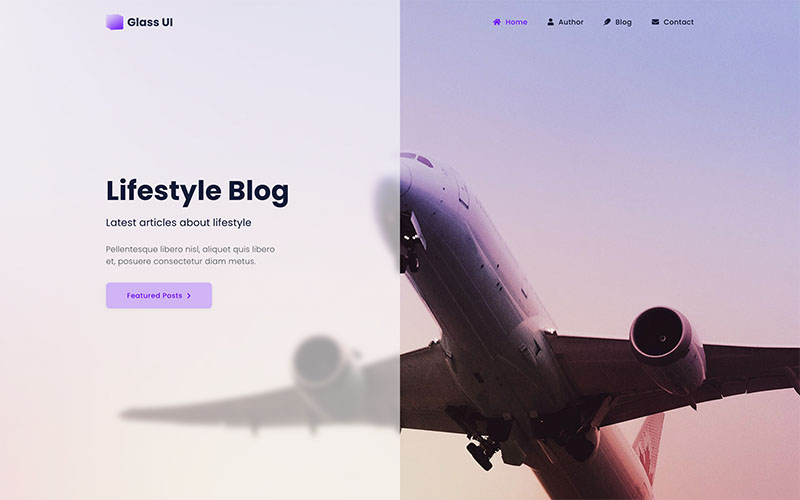 Glass UI
Home Author Blog Contact
Lifestyle Blog
Latest articles about lifestyle
Pellentesque libero nisl, aliquet quis libero
et, posuere consectetur diam metus.
Featured Posts